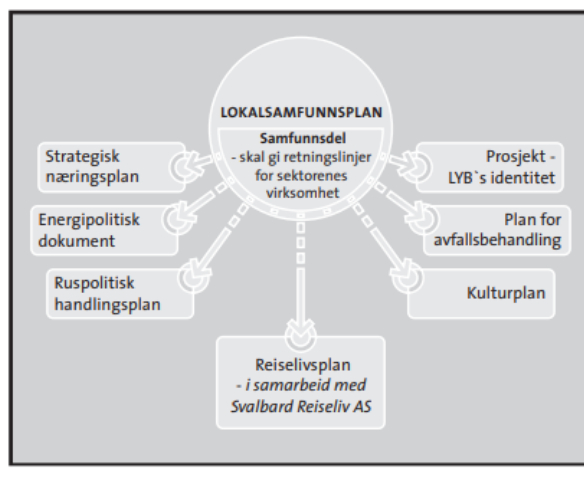 LOKALSAMFUNNSPLAN
Samfunnsdel
- skal gi retningslinjer
for sektorenes
virksomhet
Strategisk
næringsplan
Energipolitisk
dokument
Ruspolitisk
handlingsplan
Reiselivsplan
- i samarbeid med
Svalbard Reiseliv AS
Prosjekt -
LYB`s identitet
Plan for
avfallsbehandling
Kulturplan